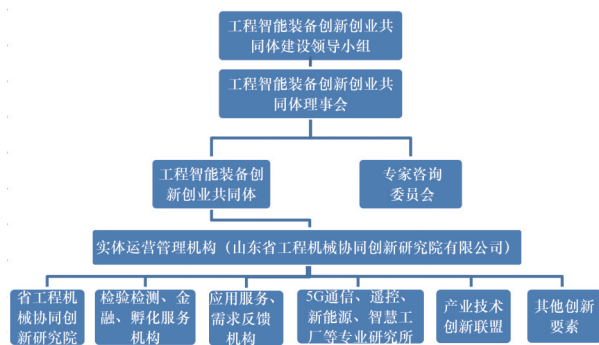 工程智能装备创新创业共
同体建设领导小组
工程智能装备创新创业共
同体理事会
工程智能装备创
新创业共同体
专家咨询
委员会
实体运营管理机构（山东省工程机械协同创新研究院有限公司）
省工程机
械协同创
新研究院
检验检测、金
融、孵化服务
机构
应用服务、
需求反馈
机构
5G通信、遥控、
新能源、智慧工
厂等专业研究所
产业技术
创新联盟
其他创新
要素